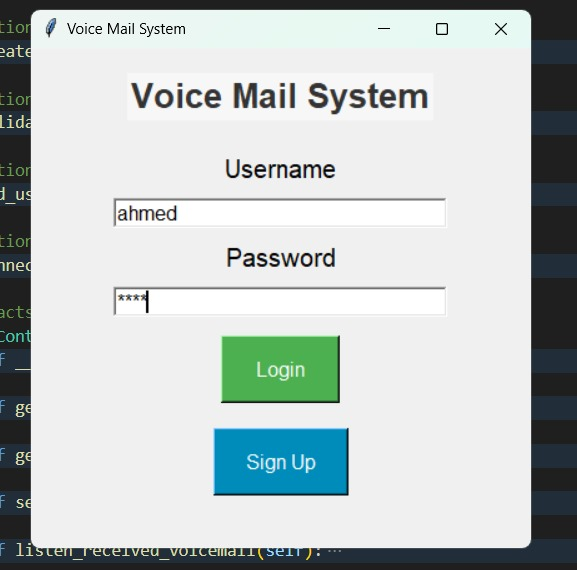 Voice Mail System
Voice Mail System
Username
ahmed
Password
****
Login
Sign Up
f listen_received_voicemail(self): ...